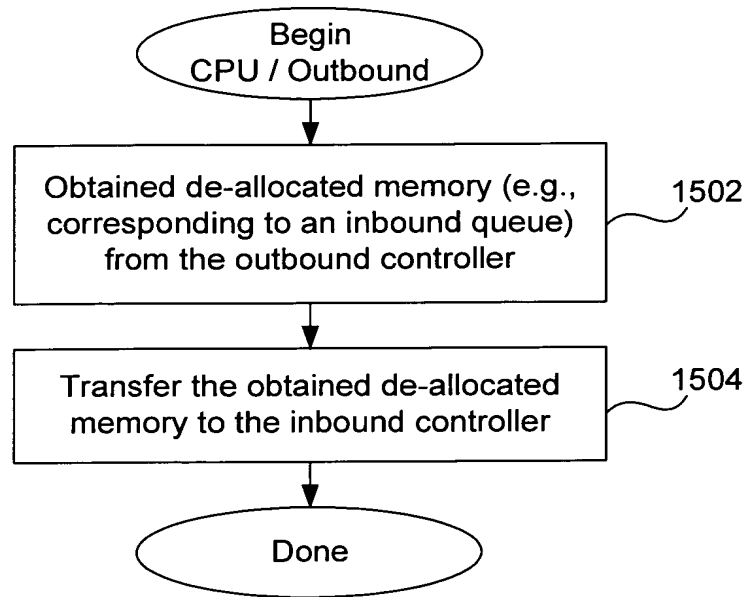 Begin
CPU / Outbound
Obtained de-allocated memory (e.g.,
corresponding to an inbound queue)
from the outbound controller
1502
Transfer the obtained de-allocated
memory to the inbound controller
1504
Done